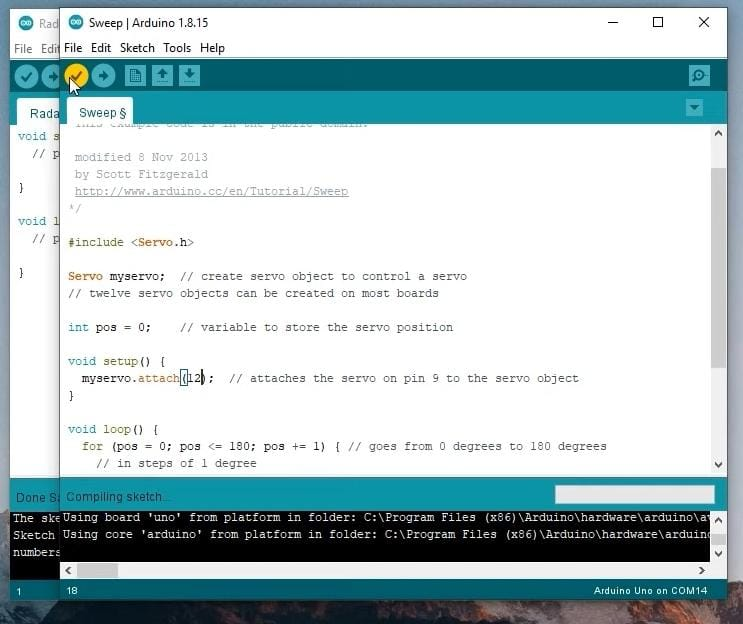 Rad
Sweep | Arduino 1.8.15
File Edit
File Edit Sketch Tools Help
Rada
Sweep §
This example code is in the public domain.
modified 8 Nov 2013
by Scott Fitzgerald
http://www.arduino.cc/en/Tutorial/Sweep
*/
#include <Servo.h>
Servo myservo;  // create servo object to control a servo
// twelve servo objects can be created on most boards
int pos = 0;    // variable to store the servo position
void setup() {
myservo.attach(12);  // attaches the servo on pin 9 to the servo object
}
void loop() {
for (pos = 0; pos <= 180; pos += 1) { // goes from 0 degrees to 180 degrees
// in steps of 1 degree
void s
// p
}
void l
// p
}
Done Sa
Compiling sketch...
The ske
Sketch
numbers
Using board 'uno' from platform in folder: C:\Program Files (x86)\Arduino\hardware\arduino\av
Using core 'arduino' from platform in folder: C:\Program Files (x86)\Arduino\hardware\arduino
1
18
Arduino Uno on COM14